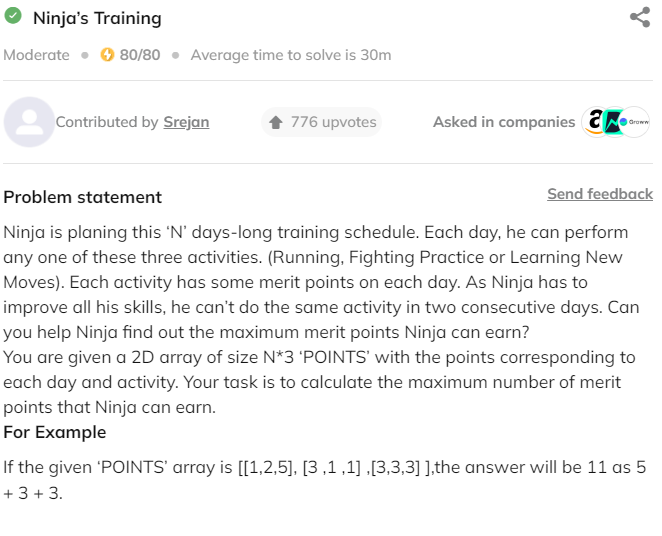 Ninja's Training
Moderate • 80/80 • Average time to solve is 30m
Contributed by Srejan 776 upvotes Asked in companies a Groww
Problem statement Send feedback
Ninja is planing this ‘N’ days-long training schedule. Each day, he can perform
any one of these three activities. (Running, Fighting Practice or Learning New
Moves). Each activity has some merit points on each day. As Ninja has to
improve all his skills, he can’t do the same activity in two consecutive days. Can
you help Ninja find out the maximum merit points Ninja can earn?
You are given a 2D array of size N*3 ‘POINTS’ with the points corresponding to
each day and activity. Your task is to calculate the maximum number of merit
points that Ninja can earn.
For Example
If the given ‘POINTS’ array is [[1,2,5], [3 ,1 ,1] ,[3,3,3] ],the answer will be 11 as 5
+ 3 + 3.